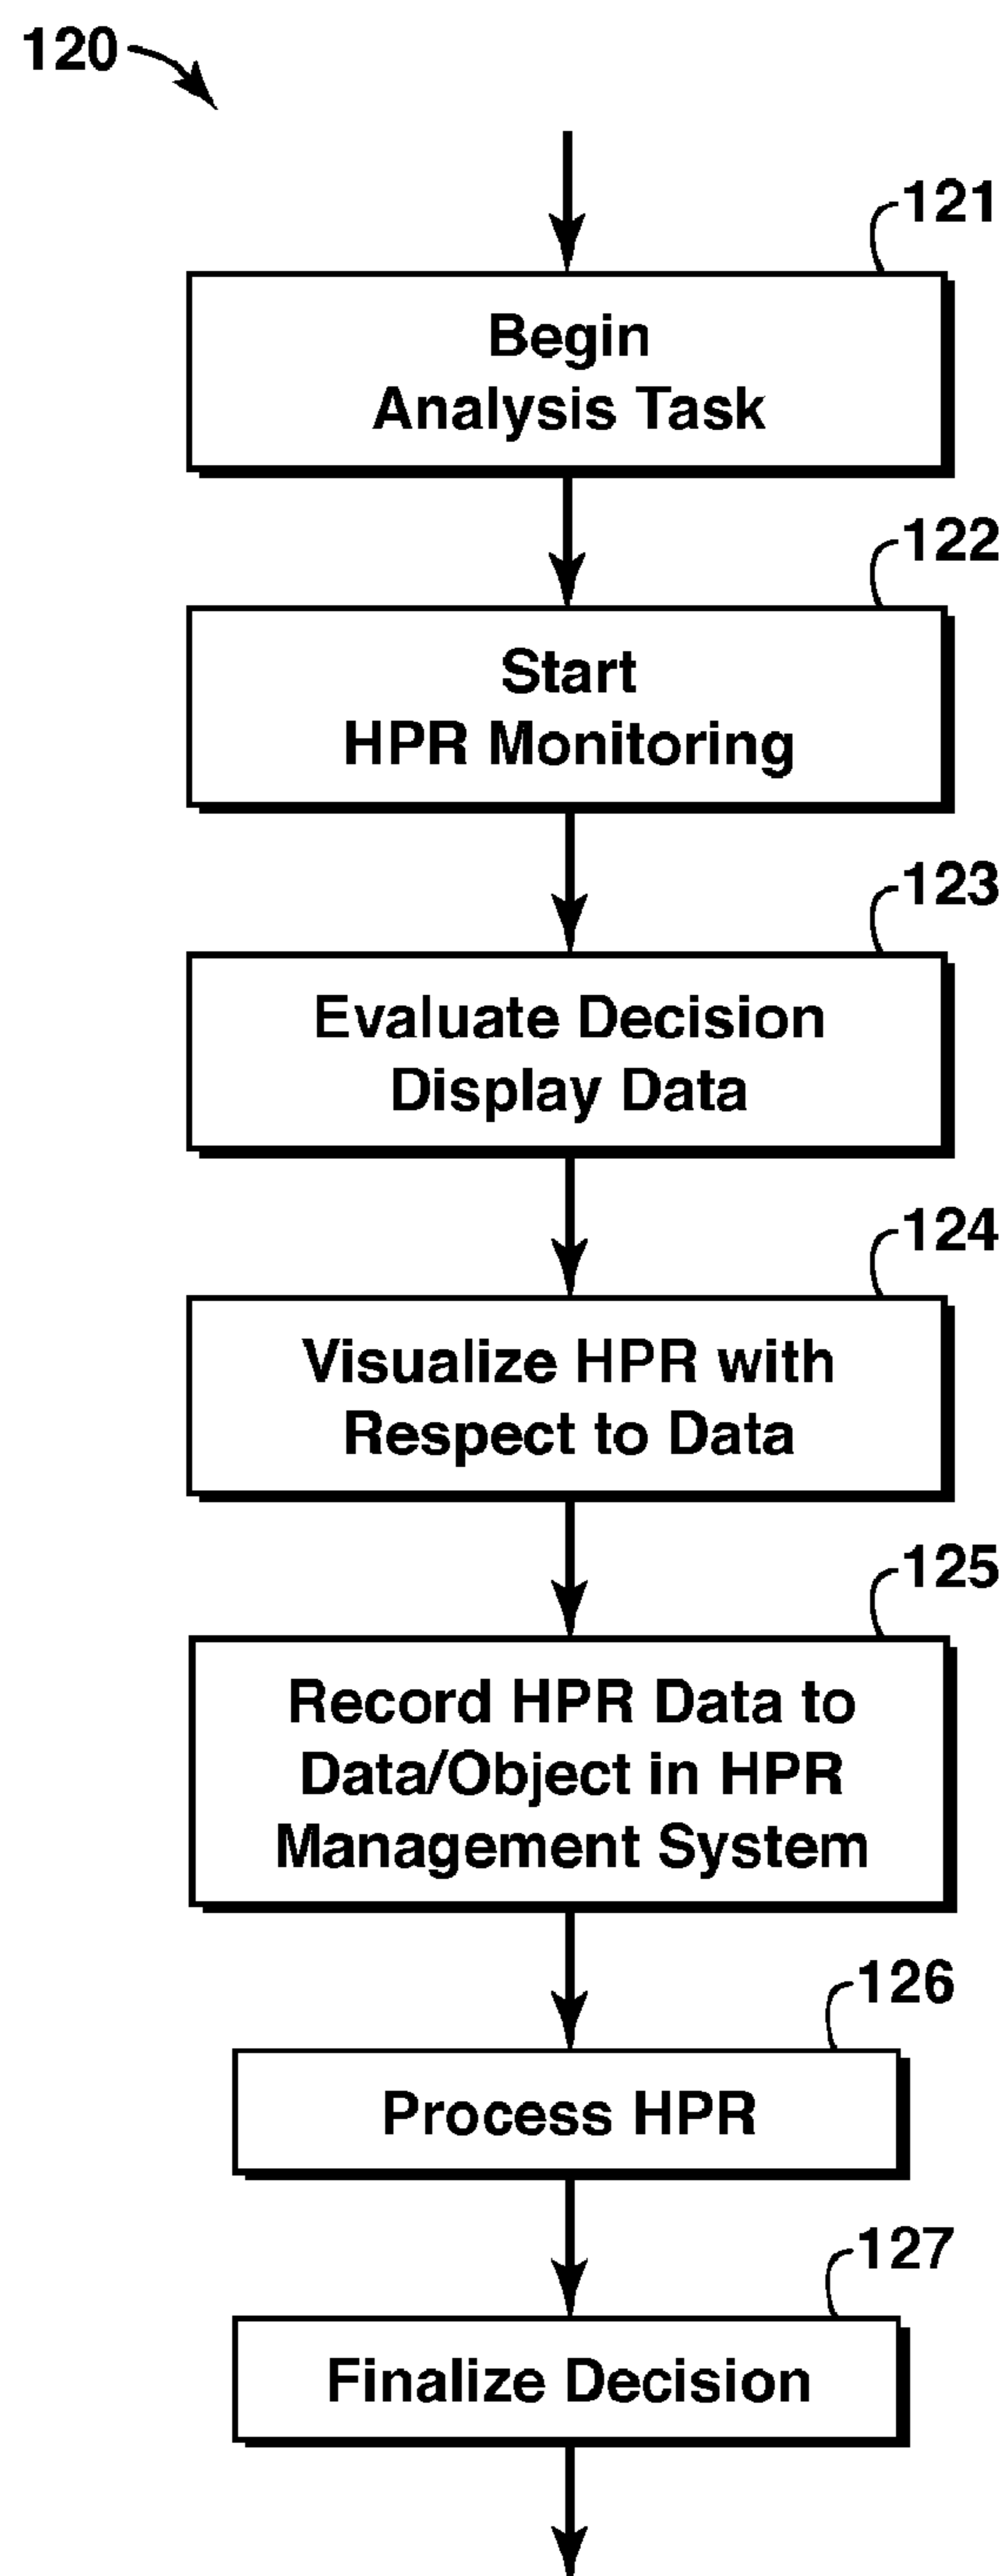 120
121
Begin
Analysis Task
122
Start
HPR Monitoring
123
Evaluate Decision
Display Data
124
Visualize HPR with
Respect to Data
125
Record HPR Data to
Data/Object in HPR
Management System
126
Process HPR
127
Finalize Decision